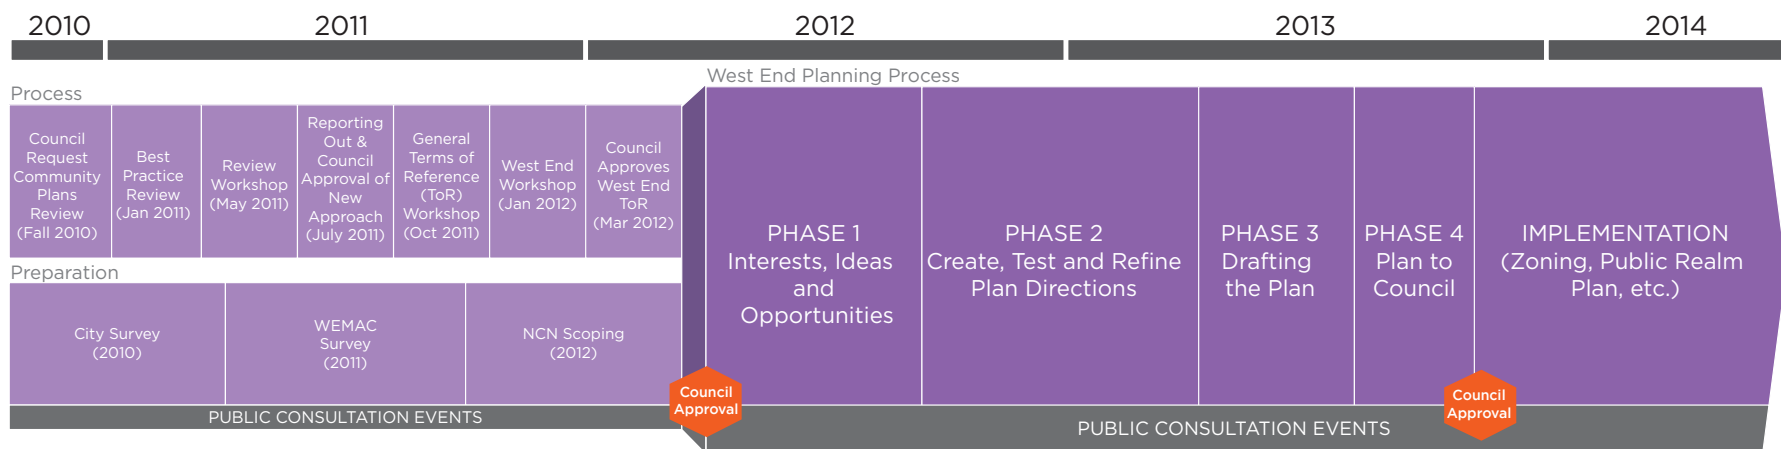 2010
2011
2012
2013
2014
Process
Council
Request
Community
Plans
Review
(Fall 2010)
Best
Practice
Review
(Jan 2011)
Review
Workshop
(May 2011)
Reporting
Out &
Council
Approval of
New
Approach
(July 2011)
General
Terms of
Reference
(ToR)
Workshop
(Oct 2011)
West End
Workshop
(Jan 2012)
Council
Approves
West End
ToR
(Mar 2012)
Preparation
City Survey
(2010)
WEMAC
Survey
(2011)
NCN Scoping
(2012)
PUBLIC CONSULTATION EVENTS
West End Planning Process
PHASE 1
Interests, Ideas
and
Opportunities
PHASE 2
Create, Test and Refine
Plan Directions
PHASE 3
Drafting
the Plan
PHASE 4
Plan to
Council
IMPLEMENTATION
(Zoning, Public Realm
Plan, etc.)
Council
Approval
Council
Approval
PUBLIC CONSULTATION EVENTS